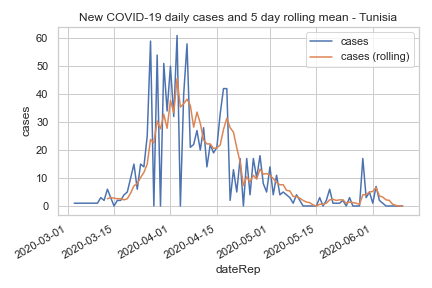 New COVID-19 daily cases and 5 day rolling mean - Tunisia
cases
cases (rolling)
60
50
40
30
20
10
0
cases
2020-03-01
2020-03-15
2020-04-01
2020-04-15
2020-05-01
2020-05-15
2020-06-01
dateRep